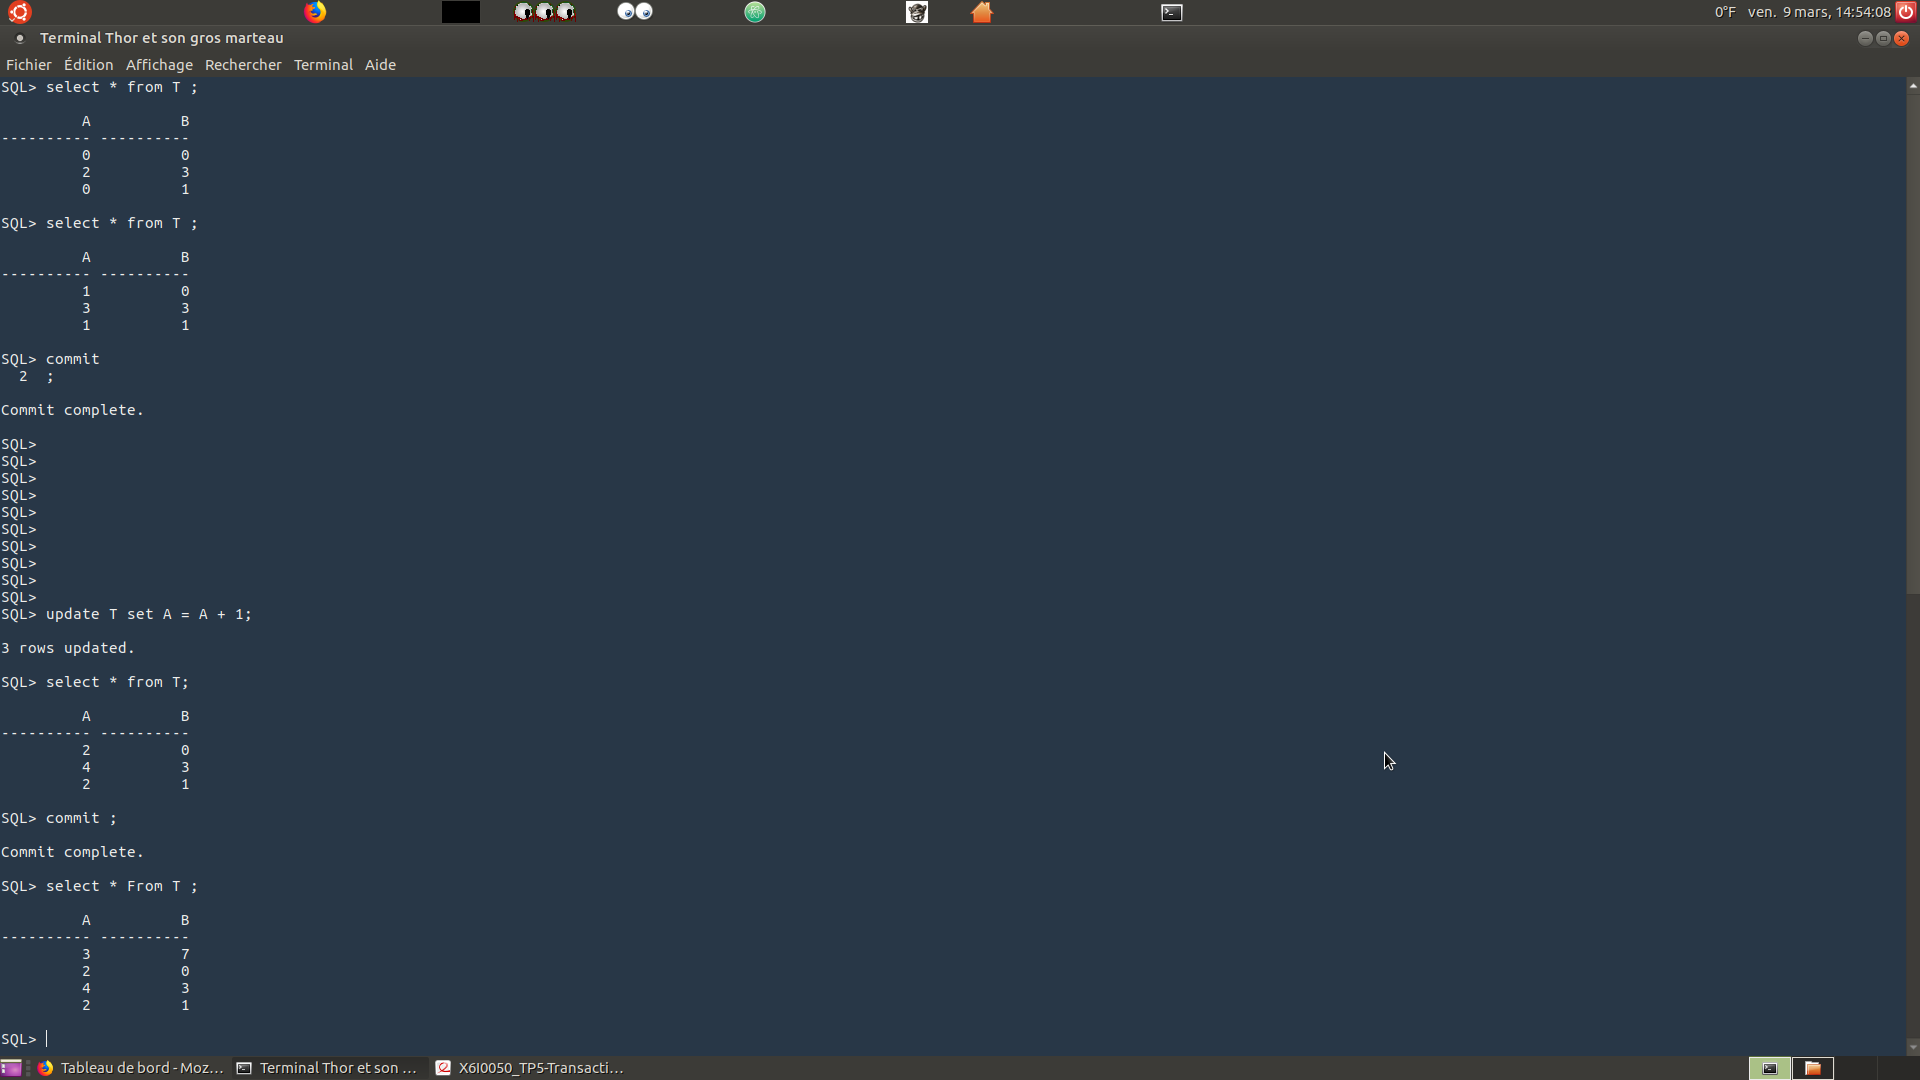 0°F ven. 9 mars, 14:54:08
Terminal Thor et son gros marteau
Fichier Édition Affichage Rechercher Terminal Aide
SQL> select * from T ;
A B
---------- ----------
0 0
2 3
0 1
SQL> select * from T ;
A B
---------- ----------
1 0
3 3
1 1
SQL> commit
2 ;
Commit complete.
SQL>
SQL>
SQL>
SQL>
SQL>
SQL>
SQL>
SQL>
SQL>
SQL>
SQL> update T set A = A + 1;
3 rows updated.
SQL> select * from T;
A B
---------- ----------
2 0
4 3
2 1
SQL> commit ;
Commit complete.
SQL> select * From T ;
A B
---------- ----------
3 7
2 0
4 3
2 1
SQL>
Tableau de bord - Moz... Terminal Thor et son ... X6I0050_TP5-Transacti...